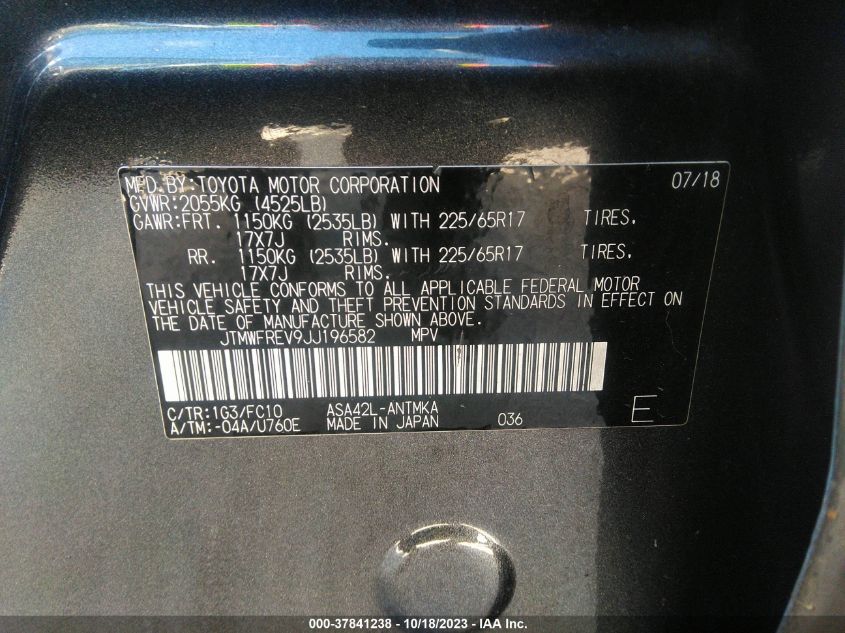 MFD.BY:TOYOTA MOTOR CORPORATION 07/18
GVWR:2055KG (4525LB)
GAWR:FRT. 1150KG (2535LB) WITH 225/65R17 TIRES.
17X7J RIMS.
RR. 1150KG (2535LB) WITH 225/65R17 TIRES.
17X7J RIMS.
THIS VEHICLE CONFORMS TO ALL APPLICABLE FEDERAL MOTOR
VEHICLE SAFETY AND THEFT PREVENTION STANDARDS IN EFFECT ON
THE DATE OF MANUFACTURE SHOWN ABOVE.
JTMWFREV9JJ196582 MPV
C/TR:1G3/FC10 ASA42L-ANTMKA
A/TM:-04A/U760E MADE IN JAPAN 036 E
000-37841238 - 10/18/2023 - IAA Inc.